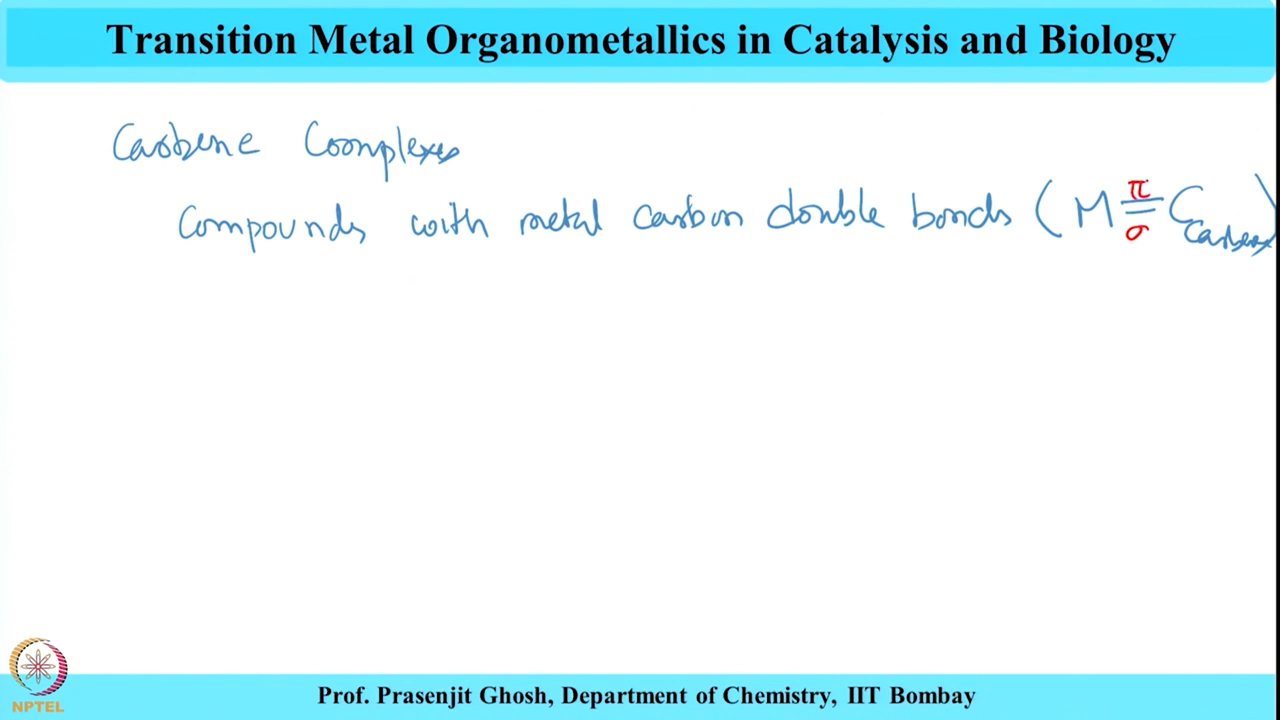 Transition Metal Organometallics in Catalysis and Biology
Carbene Complexes
Compounds with metal carbon double bonds ( M π = σ C carbene )
NPTEL
Prof. Prasenjit Ghosh, Department of Chemistry, IIT Bombay